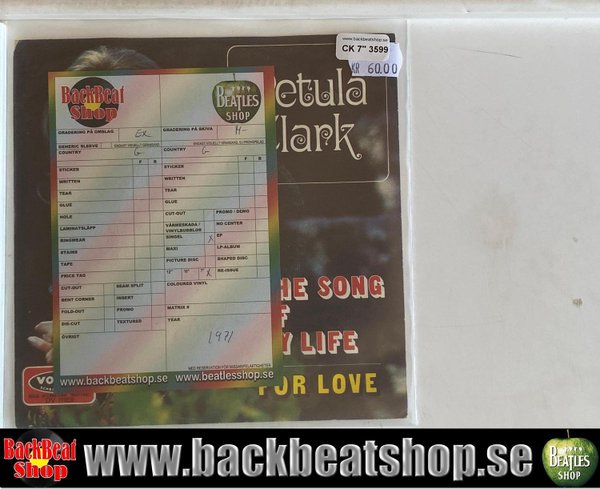 www.backbeatshop.se
CK 7" 3599
KR 60.00
etula
lark
BackBeat
Shop
BEATLES
SHOP
GRADERING PÅ OMSLAG
EX
GRADERING PÅ SKIVA
M-
GENERIC SLEEVE
COUNTRY
G
COUNTRY
G
F B
F B
STICKER
STICKER
WRITTEN
WRITTEN
TEAR
TEAR
GLUE
GLUE
HOLE
CUT-OUT
PROMO / DEMO
LAMINATSLÄPP
VÄRMESKADA /
VINYLBUBBLOR
NO CENTER
RINGWEAR
SINGEL
X
EP
STAINS
MAXI
LP-ALBUM
TAPE
PICTURE DISC
SHAPED DISC
PRICE TAG
12" 10" 7"
X
RE-ISSUE
CUT-OUT
SEAM SPLIT
COLOURED VINYL
BENT CORNER
INSERT
FOLD-OUT
PROMO
MATRIX #
DIE-CUT
TEXTURED
YEAR
ÖVRIGT
1971
www.backbeatshop.se www.beatlesshop.se
HE SONG
F
Y LIFE
FOR LOVE
VO
DV 11168
BackBeat
Shop
www.backbeatshop.se
BEATLES
SHOP